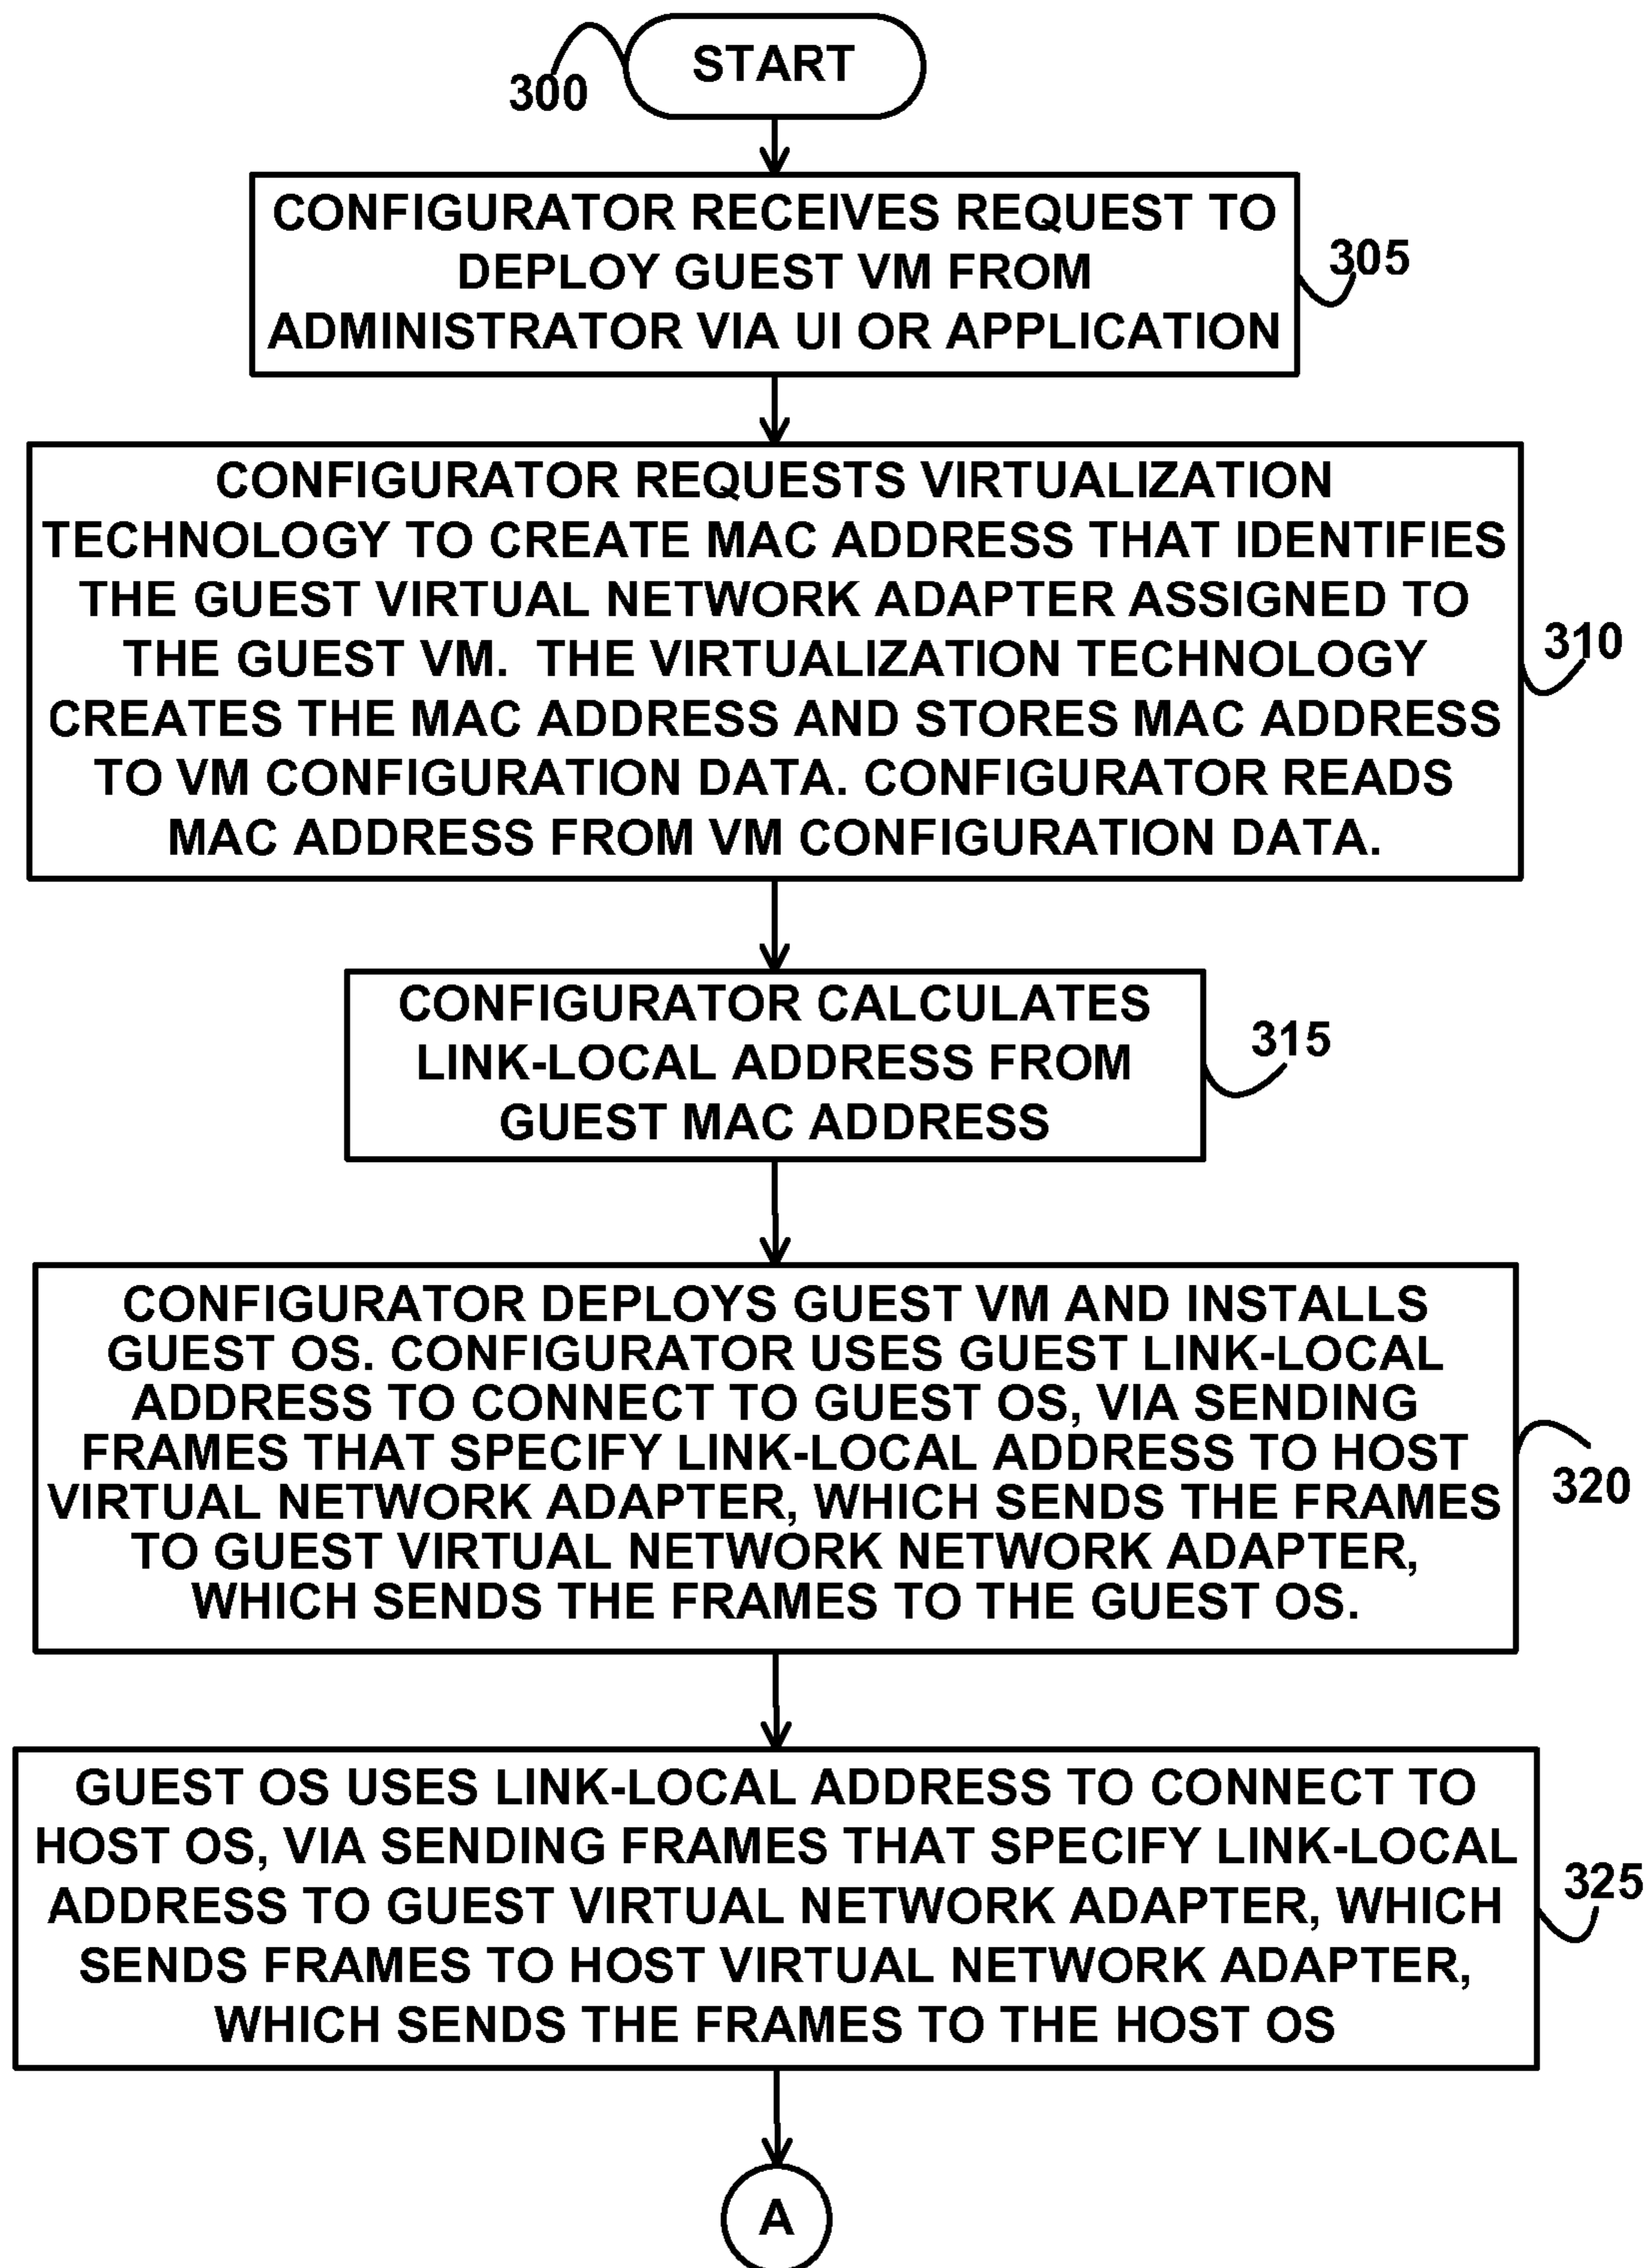 START
300
CONFIGURATOR RECEIVES REQUEST TO
DEPLOY GUEST VM FROM
ADMINISTRATOR VIA UI OR APPLICATION
305
CONFIGURATOR REQUESTS VIRTUALIZATION
TECHNOLOGY TO CREATE MAC ADDRESS THAT IDENTIFIES
THE GUEST VIRTUAL NETWORK ADAPTER ASSIGNED TO
THE GUEST VM. THE VIRTUALIZATION TECHNOLOGY
CREATES THE MAC ADDRESS AND STORES MAC ADDRESS
TO VM CONFIGURATION DATA. CONFIGURATOR READS
MAC ADDRESS FROM VM CONFIGURATION DATA.
310
CONFIGURATOR CALCULATES
LINK-LOCAL ADDRESS FROM
GUEST MAC ADDRESS
315
CONFIGURATOR DEPLOYS GUEST VM AND INSTALLS
GUEST OS. CONFIGURATOR USES GUEST LINK-LOCAL
ADDRESS TO CONNECT TO GUEST OS, VIA SENDING
FRAMES THAT SPECIFY LINK-LOCAL ADDRESS TO HOST
VIRTUAL NETWORK ADAPTER, WHICH SENDS THE FRAMES
TO GUEST VIRTUAL NETWORK NETWORK ADAPTER,
WHICH SENDS THE FRAMES TO THE GUEST OS.
320
GUEST OS USES LINK-LOCAL ADDRESS TO CONNECT TO
HOST OS, VIA SENDING FRAMES THAT SPECIFY LINK-LOCAL
ADDRESS TO GUEST VIRTUAL NETWORK ADAPTER, WHICH
SENDS FRAMES TO HOST VIRTUAL NETWORK ADAPTER,
WHICH SENDS THE FRAMES TO THE HOST OS
325
A